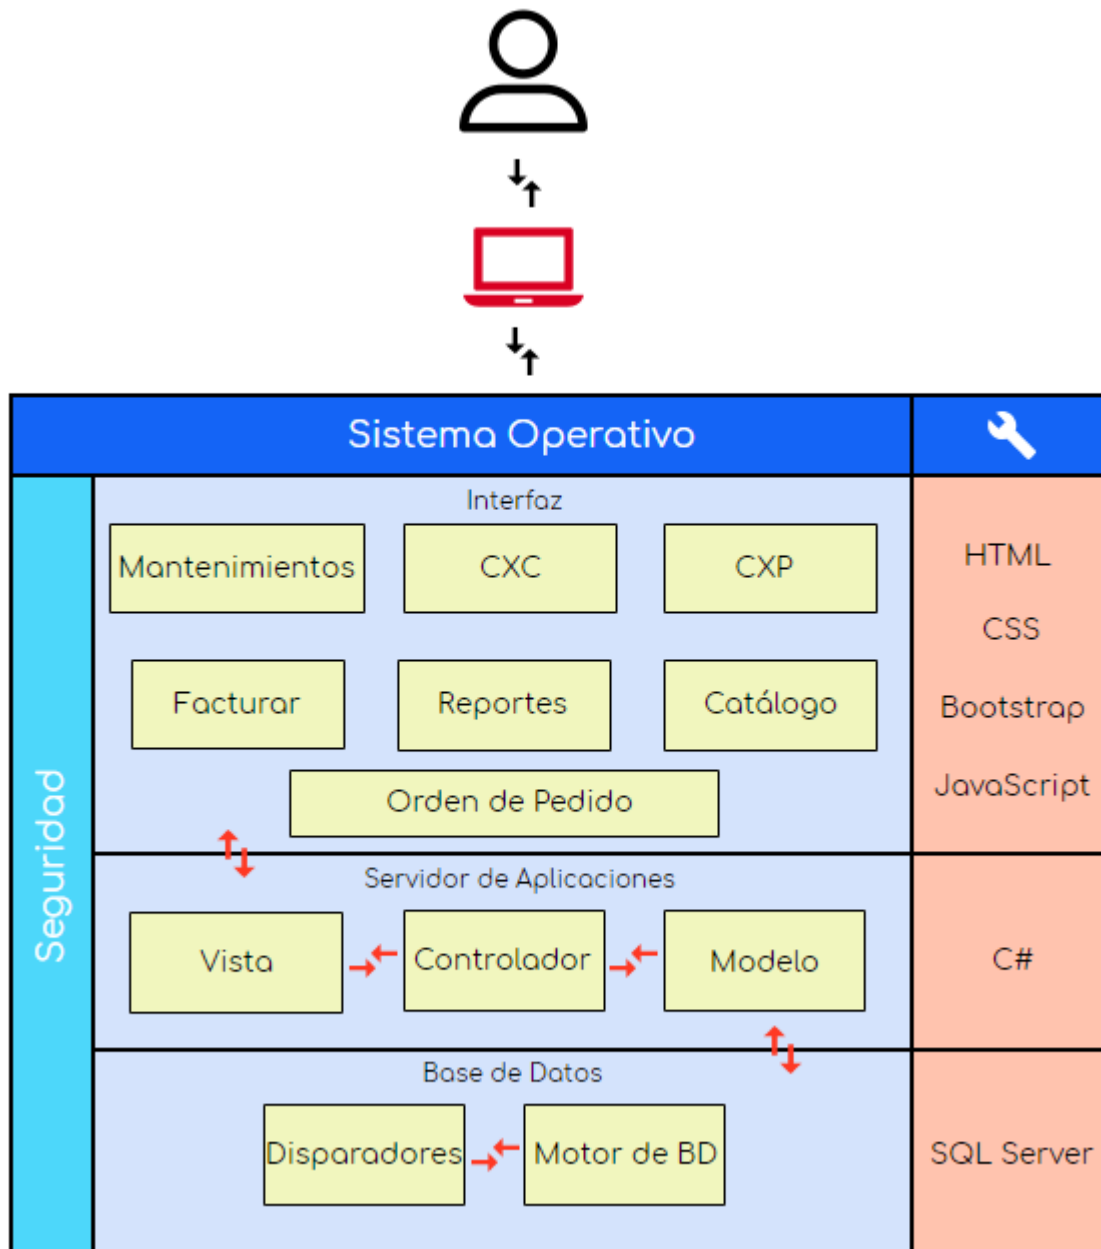 Sistema Operativo
Seguridad
Interfaz
Mantenimientos
CXC
CXP
Facturar
Reportes
Catálogo
Orden de Pedido
HTML
CSS
Bootstrap
JavaScript
Servidor de Aplicaciones
Vista
Controlador
Modelo
C#
Base de Datos
Disparadores
Motor de BD
SQL Server